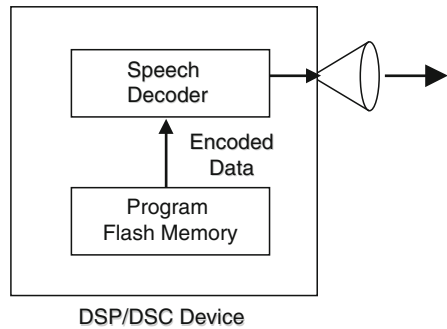 Speech
Decoder
Encoded
Data
Program
Flash Memory
DSP/DSC Device